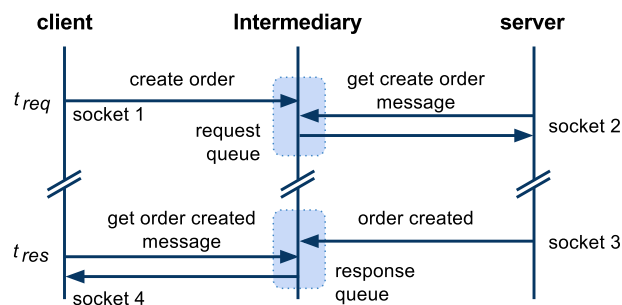 client
Intermediary
server
create order
get create order
message
t req
socket 1
socket 2
request
queue
get order created
message
order created
t res
socket 3
socket 4
response
queue